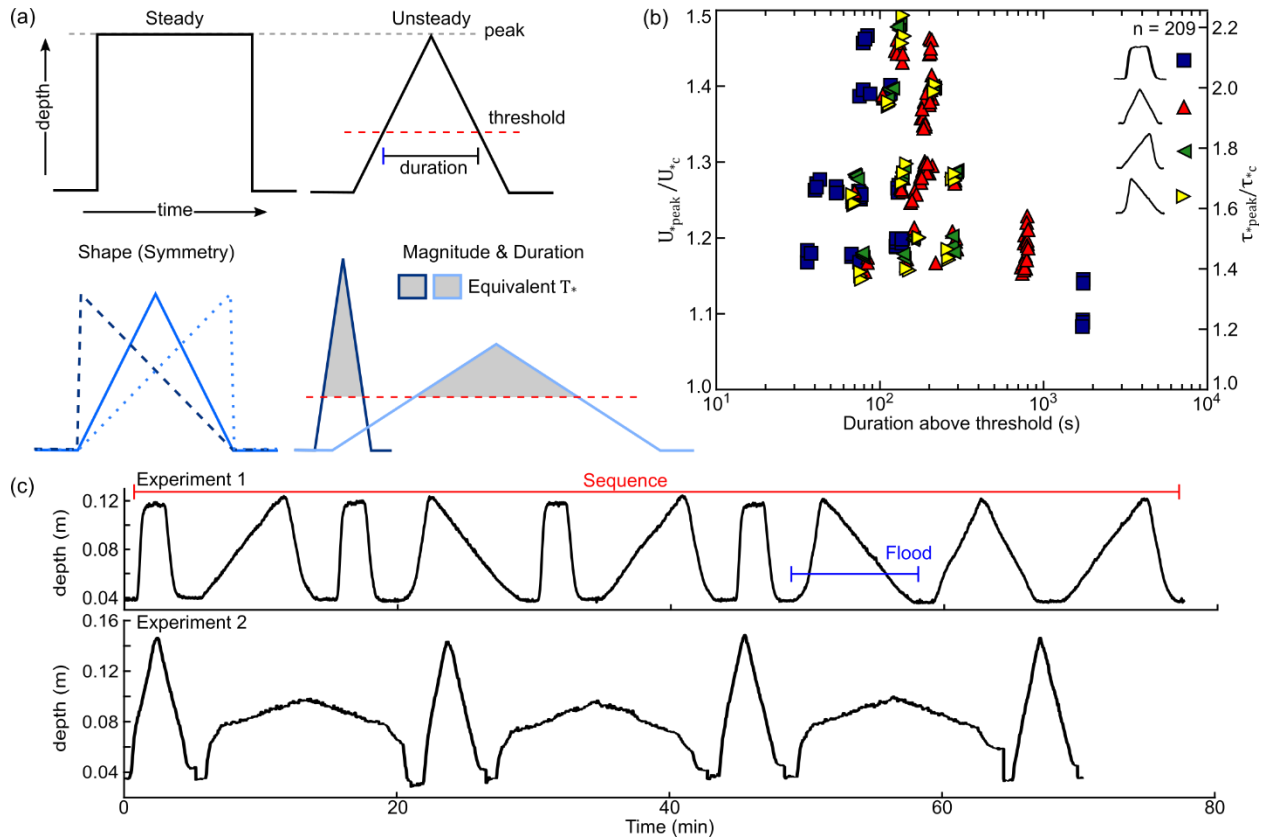 (a)
Steady
Unsteady
peak
depth
threshold
duration
time
Shape (Symmetry)
Magnitude & Duration
Equivalent T*
(b)
n = 209
1.5
1.4
1.3
1.2
1.1
1.0
U*peak/U*c
2.2
2.0
1.8
1.6
1.4
1.2
1.0
τ*peak/τ*c
10¹
10²
10³
10⁴
Duration above threshold (s)
(c)
Experiment 1
Sequence
Flood
0.12
0.08
0.04
depth (m)
Experiment 2
0.16
0.12
0.08
0.04
depth (m)
0
20
40
60
80
Time (min)